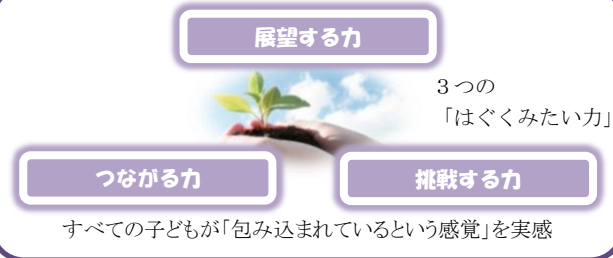 展望する力
３つの
「はぐくみたい力」
つながる力
挑戦する力
すべての子どもが「包み込まれているという感覚」を実感